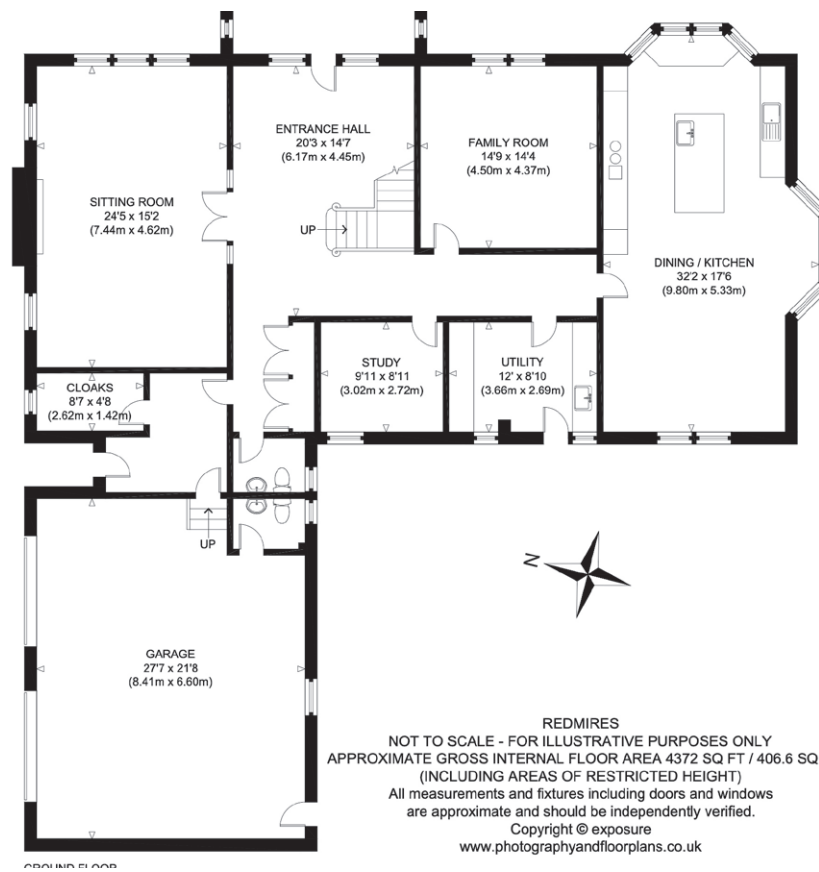 ENTRANCE HALL
20'3 x 14'7
(6.17m x 4.45m)
FAMILY ROOM
14'9 x 14'4
(4.50m x 4.37m)
SITTING ROOM
24'5 x 15'2
(7.44m x 4.62m)
UP
DINING / KITCHEN
32'2 x 17'6
(9.80m x 5.33m)
CLOAKS
8'7 x 4'8
(2.62m x 1.42m)
STUDY
9'11 x 8'11
(3.02m x 2.72m)
UTILITY
12' x 8'10
(3.66m x 2.69m)
UP
N
GARAGE
27'7 x 21'8
(8.41m x 6.60m)
REDMIRES
NOT TO SCALE - FOR ILLUSTRATIVE PURPOSES ONLY
APPROXIMATE GROSS INTERNAL FLOOR AREA 4372 SQ FT / 406.6 SQ
(INCLUDING AREAS OF RESTRICTED HEIGHT)
All measurements and fixtures including doors and windows
are approximate and should be independently verified.
Copyright © exposure
www.photographyandfloorplans.co.uk
GROUND FLOOR